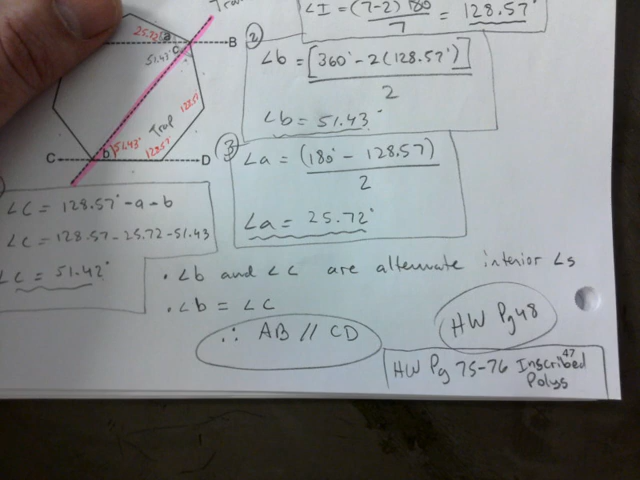 Trap
25.72°
a
c
B
51.43°
128.57
Trap
C
b
51.43°
128.57
D
∠I = (7-2)180 / 7 = 128.57°
②
∠b = [360° - 2(128.57°)] / 2
∠b = 51.43°
③
∠a = (180° - 128.57) / 2
∠a = 25.72°
∠C = 128.57° - a - b
∠C = 128.57 - 25.72 - 51.43
∠C = 51.42°
• ∠b and ∠C are alternate interior ∠s
• ∠b = ∠C
∴ AB // CD
HW Pg 48
HW Pg 75-76 Inscribed 47
Polys